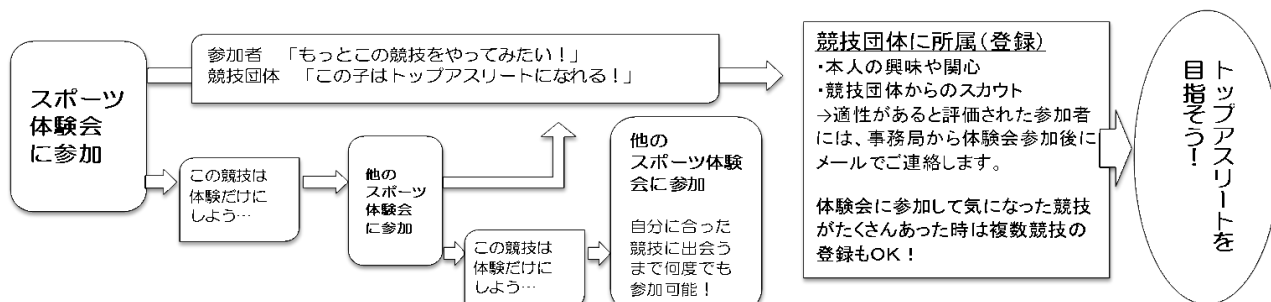 スポーツ
体験会
に参加
参加者　「もっとこの競技をやってみたい！」
競技団体　「この子はトップアスリートになれる！」
この競技は
体験だけに
しよう…
他の
スポーツ
体験会
に参加
この競技は
体験だけに
しよう…
他の
スポーツ体験
会に参加
自分に合った
競技に出会う
まで何度でも
参加可能！
競技団体に所属（登録）
・本人の興味や関心
・競技団体からのスカウト
→適性があると評価された参加者
には、事務局から体験会参加後に
メールでご連絡します。
体験会に参加して気になった競技
がたくさんあった時は複数競技の
登録もOK！
トップアスリートを
目指そう！